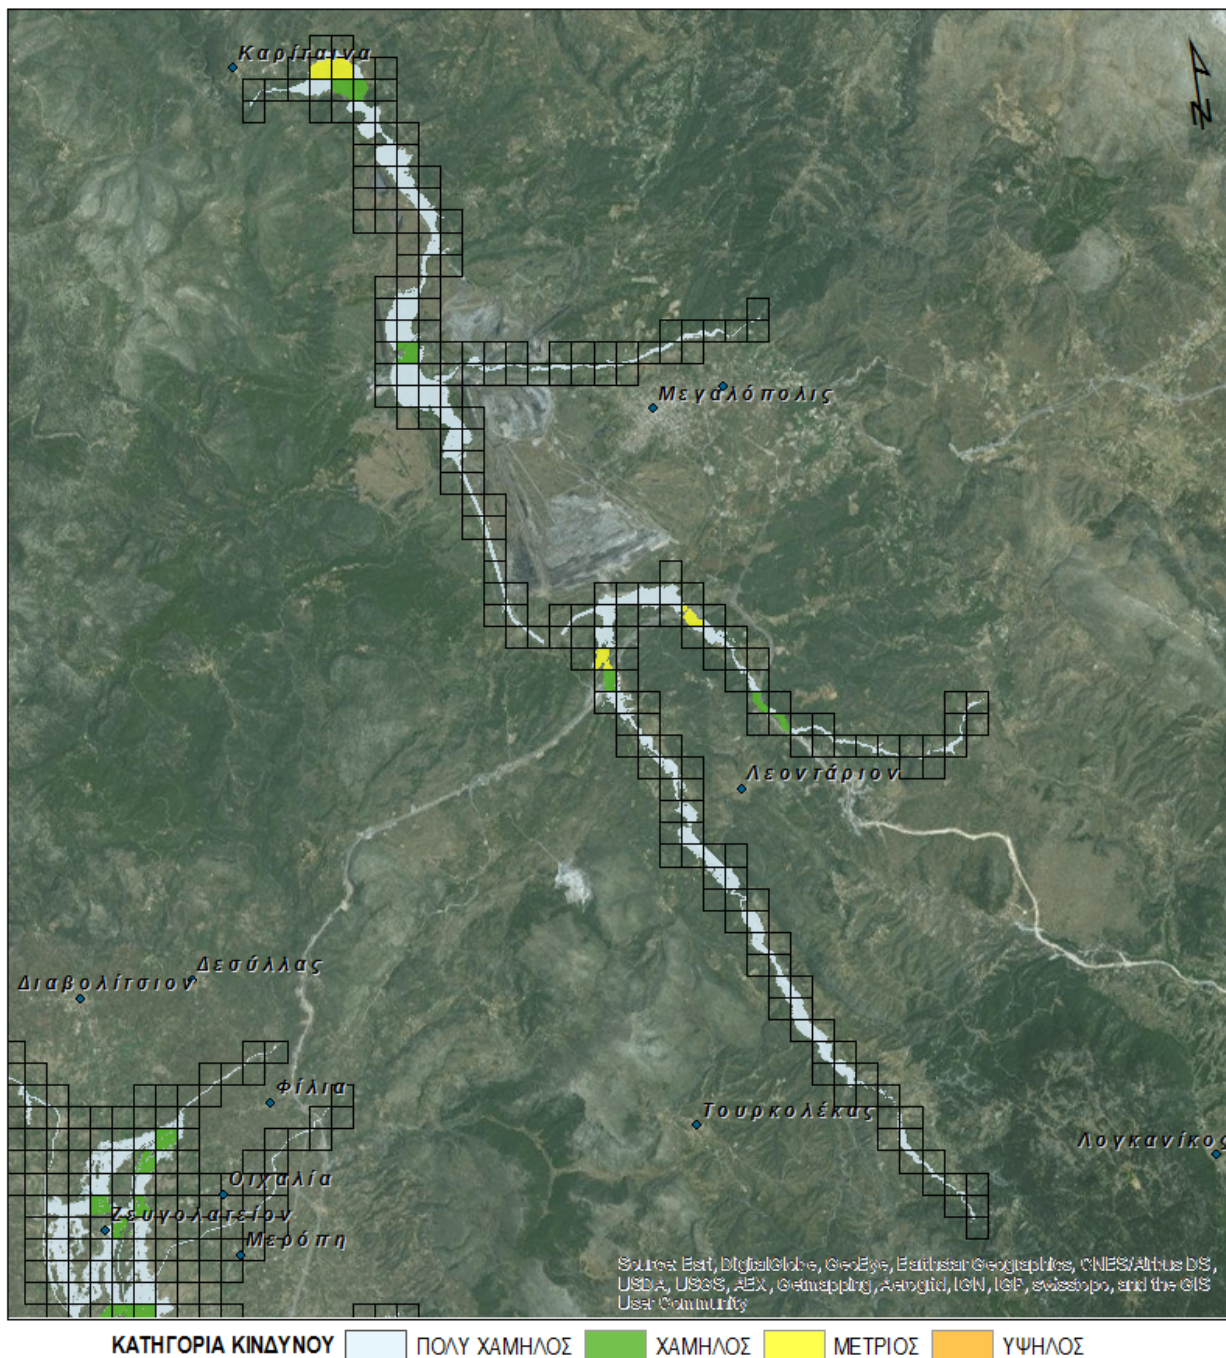 Καρίταινα
N
Μεγαλόπολις
Λεοντάριον
Δεσύλλας
Διαβολίτσιον
Φίλια
Τουρκολέκας
Λογκανίκος
Οιχαλία
Ζευγολατείον
Μερόπη
Source: Esri, DigitalGlobe, GeoEye, Earthstar Geographics, CNES/Airbus DS,
USDA, USGS, AEX, Getmapping, Aerogrid, IGN, IGP, swisstopo, and the GIS
User Community
ΚΑΤΗΓΟΡΙΑ ΚΙΝΔΥΝΟΥ ΠΟΛΥ ΧΑΜΗΛΟΣ ΧΑΜΗΛΟΣ ΜΕΤΡΙΟΣ ΥΨΗΛΟΣ